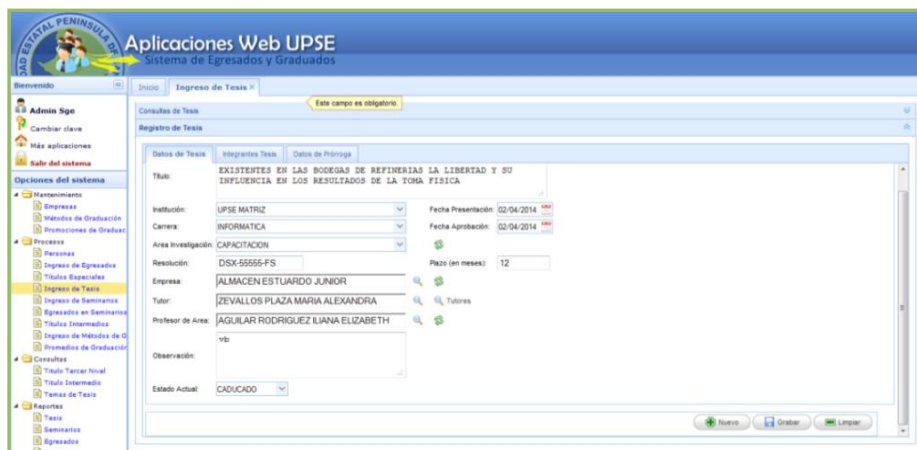 Aplicaciones Web UPSE
Sistema de Egresados y Graduados
Bienvenido
Admin Sge
Cambiar clave
Más aplicaciones
Salir del sistema
Opciones del sistema
Mantenimiento
Empresas
Métodos de Graduación
Promociones de Graduac
Procesos
Personas
Ingreso de Egresados
Títulos Especiales
Ingreso de Tesis
Ingreso de Seminarios
Egresados en Seminarios
Títulos Intermedios
Ingreso de Métodos de G
Promedios de Graduación
Consultas
Titulo Tercer Nivel
Titulo Intermedio
Temas de Tesis
Reportes
Tesis
Seminarios
Egresados
Inicio
Ingreso de Tesis
Este campo es obligatorio.
Consultas de Tesis
Registro de Tesis
Datos de Tesis
Integrantes Tesis
Datos de Prórroga
Título:
EXISTENTES EN LAS BODEGAS DE REFINERIAS LA LIBERTAD Y SU
INFLUENCIA EN LOS RESULTADOS DE LA TOMA FISICA
Institución: UPSE MATRIZ Fecha Presentación: 02/04/2014
Carrera: INFORMATICA Fecha Aprobación: 02/04/2014
Area Investigación: CAPACITACION
Resolución: DSX-55555-FS Plazo (en meses): 12
Empresa: ALMACEN ESTUARDO JUNIOR
Tutor: ZEVALLOS PLAZA MARIA ALEXANDRA Tutores
Profesor de Area: AGUILAR RODRIGUEZ ILIANA ELIZABETH
Observación: vb
Estado Actual: CADUCADO
Nuevo Grabar Limpiar